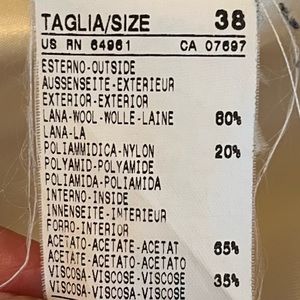 TAGLIA/SIZE 38
US RN 64961 CA 07697
ESTERNO-OUTSIDE
AUSSENSEITE-EXTERIEUR
EXTERIOR-EXTERIOR
LANA-WOOL-WOLLE-LAINE 80%
LANA-LA
POLIAMMIDICA-NYLON 20%
POLYAMID-POLYAMIDE
POLIAMIDA-POLIAMIDA
INTERNO-INSIDE
INNENSEITE-INTERIEUR
FORRO-INTERIOR
ACETATO-ACETATE-ACETAT 65%
ACETATE-ACETATO-ACETATO
VISCOSA-VISCOSE-VISCOSE 35%
VISCOSE-VISCOSA-VISCOSE